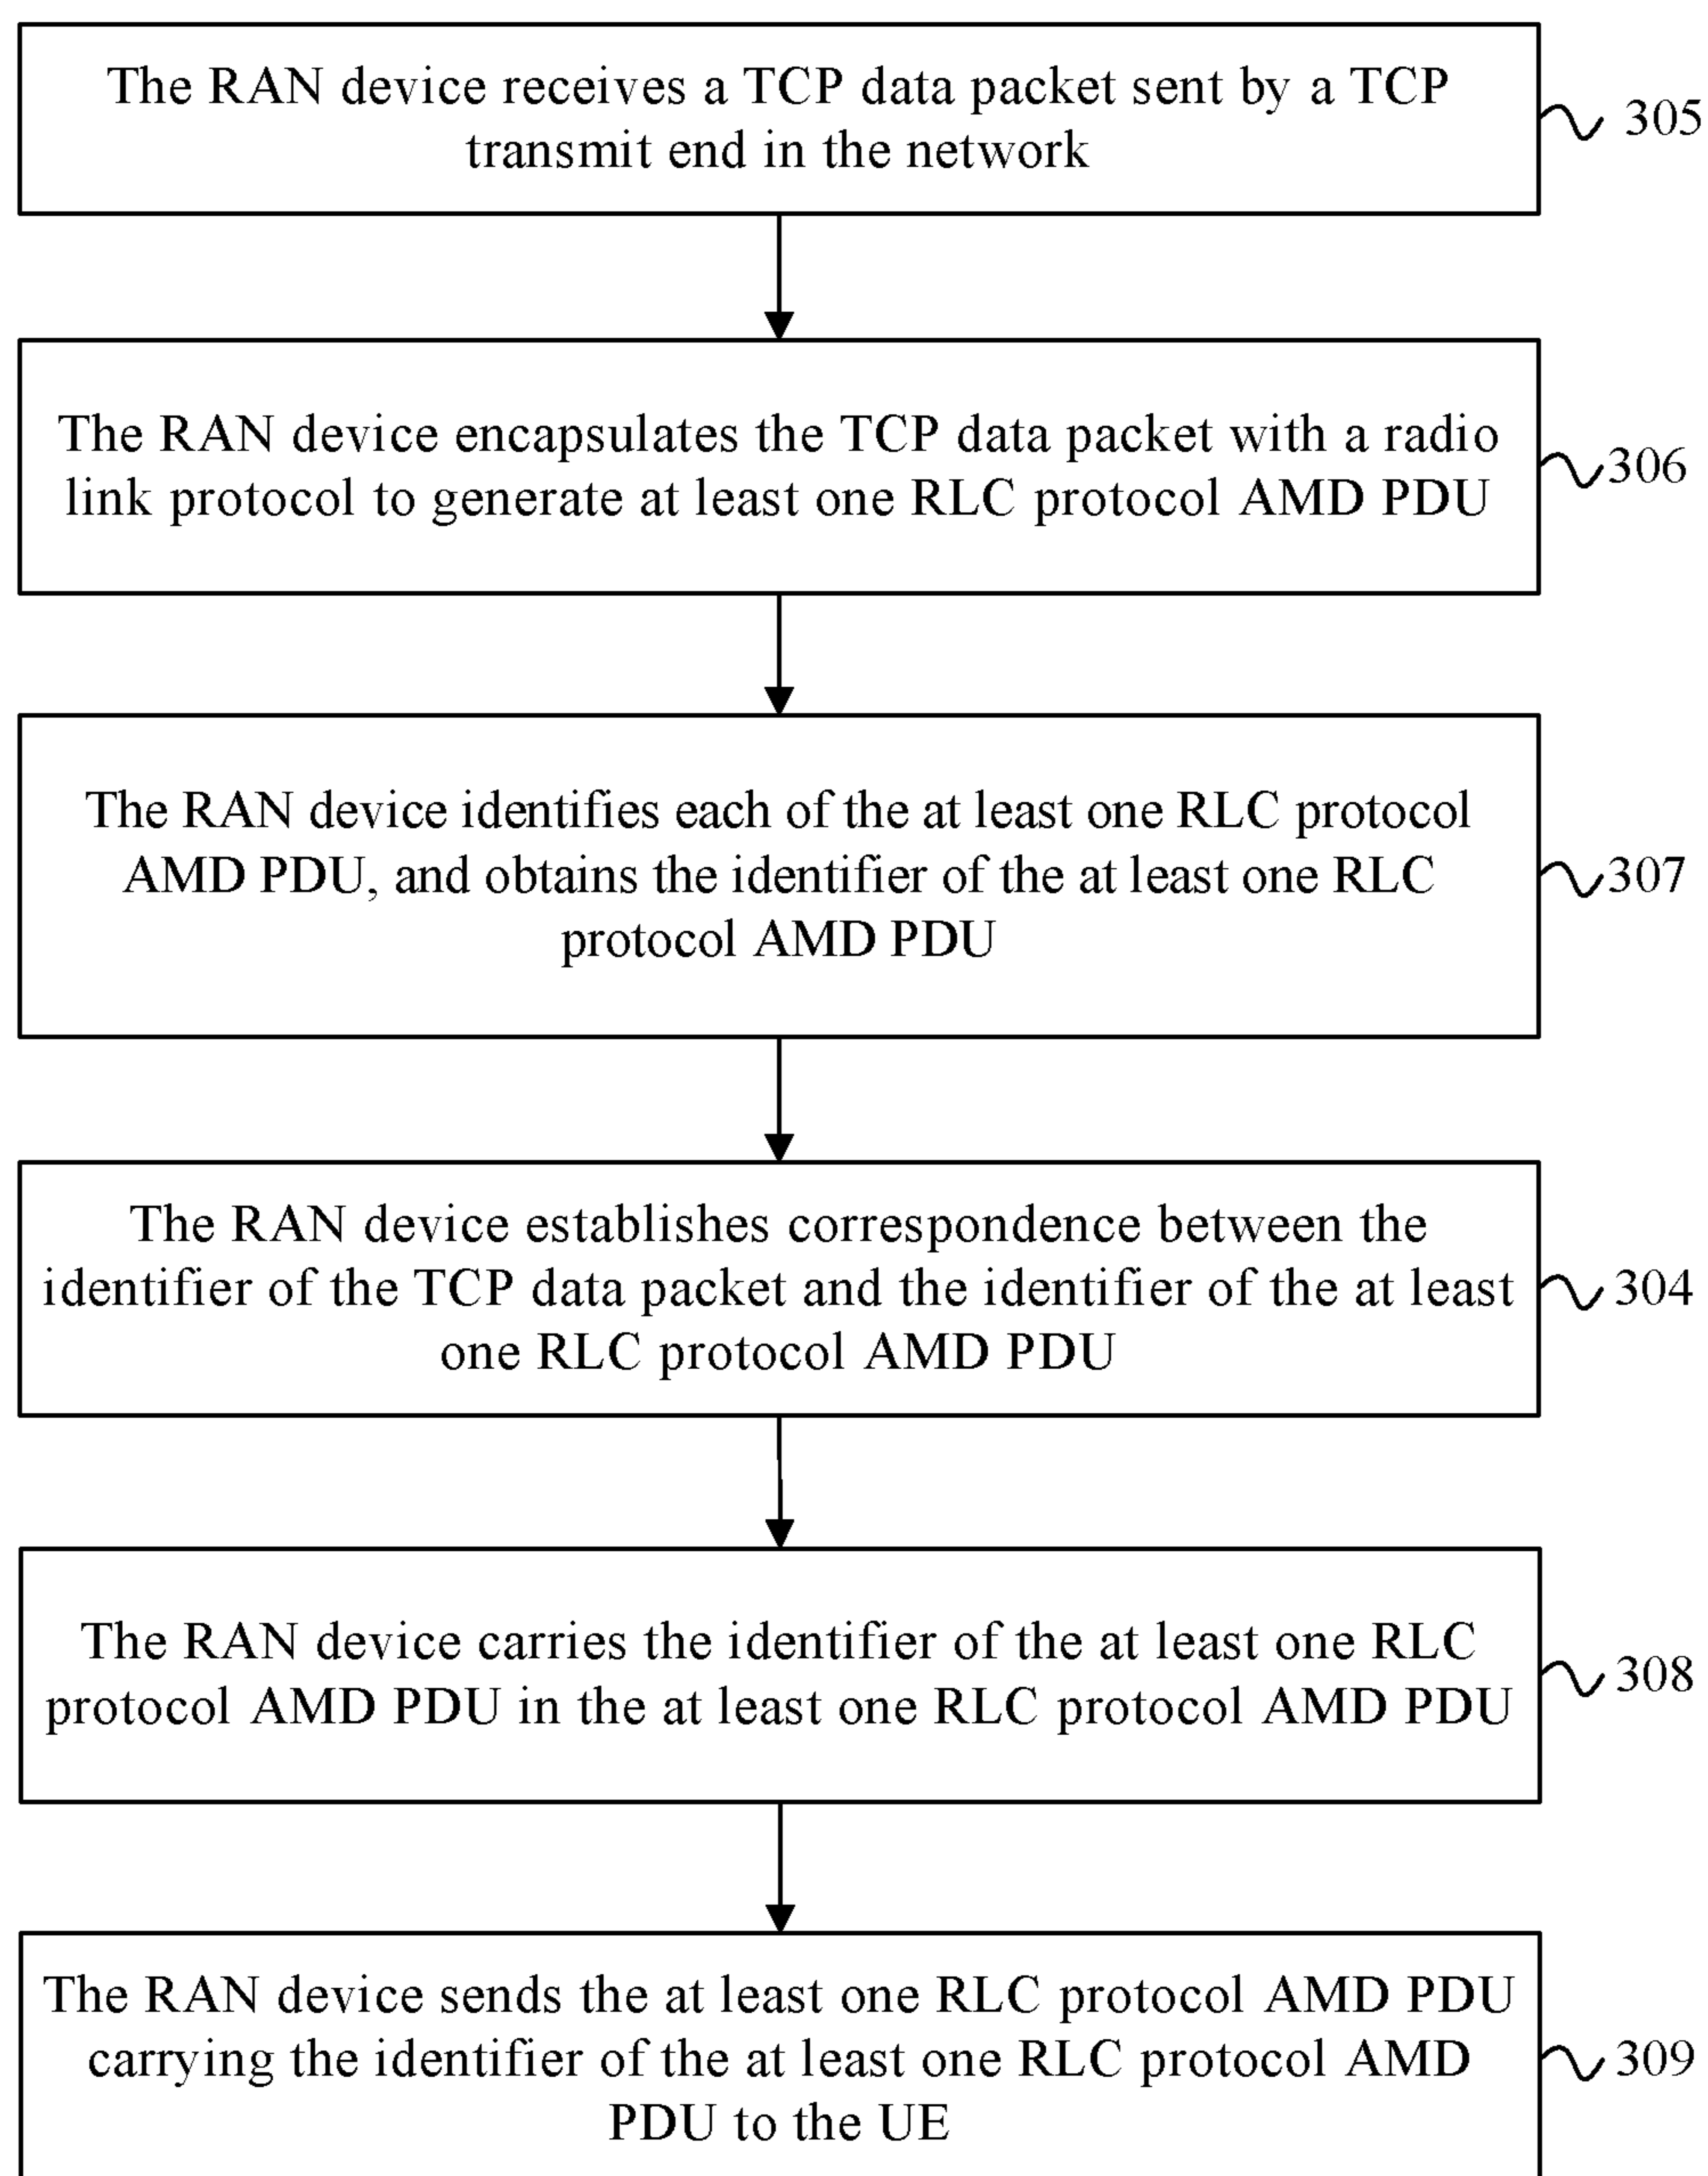 The RAN device receives a TCP data packet sent by a TCP
transmit end in the network
305
The RAN device encapsulates the TCP data packet with a radio
link protocol to generate at least one RLC protocol AMD PDU
306
The RAN device identifies each of the at least one RLC protocol
AMD PDU, and obtains the identifier of the at least one RLC
protocol AMD PDU
307
The RAN device establishes correspondence between the
identifier of the TCP data packet and the identifier of the at least
one RLC protocol AMD PDU
304
The RAN device carries the identifier of the at least one RLC
protocol AMD PDU in the at least one RLC protocol AMD PDU
308
The RAN device sends the at least one RLC protocol AMD PDU
carrying the identifier of the at least one RLC protocol AMD
PDU to the UE
309